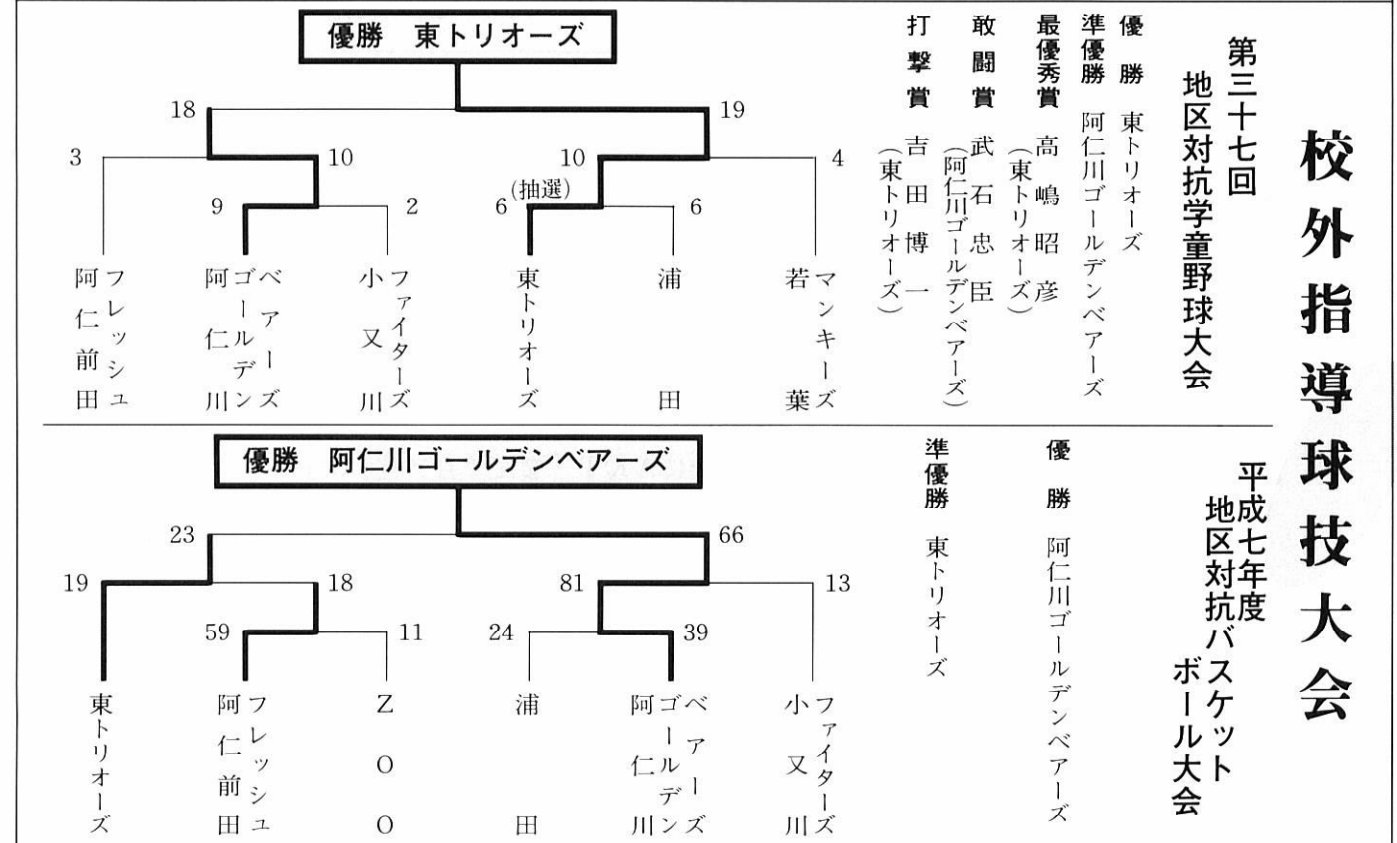 校外指導球技大会
第三十七回
地区対抗学童野球大会
優勝 東トリオーズ
準優勝 阿仁川ゴールデンベアーズ
最優秀賞 高嶋昭彦
(東トリオーズ)
敢闘賞 武石忠臣
(阿仁川ゴールデンベアーズ)
打撃賞 吉田博一
(東トリオーズ)
優勝 東トリオーズ
18
19
3
10
10
4
(抽選)
9
2
6
6
マンキーズ
若葉
浦田
東トリオーズ
ファイターズ
小又川
ベアーズ
ゴールデン
阿仁川
フレッシュ
阿仁前田
平成七年度
地区対抗バスケット
ボール大会
優勝 阿仁川ゴールデンベアーズ
準優勝 東トリオーズ
優勝 阿仁川ゴールデンベアーズ
23
66
19
18
81
13
59
11
24
39
ファイターズ
小又川
ベアーズ
ゴールデン
阿仁川
浦田
ZOO
フレッシュ
阿仁前田
東トリオーズ